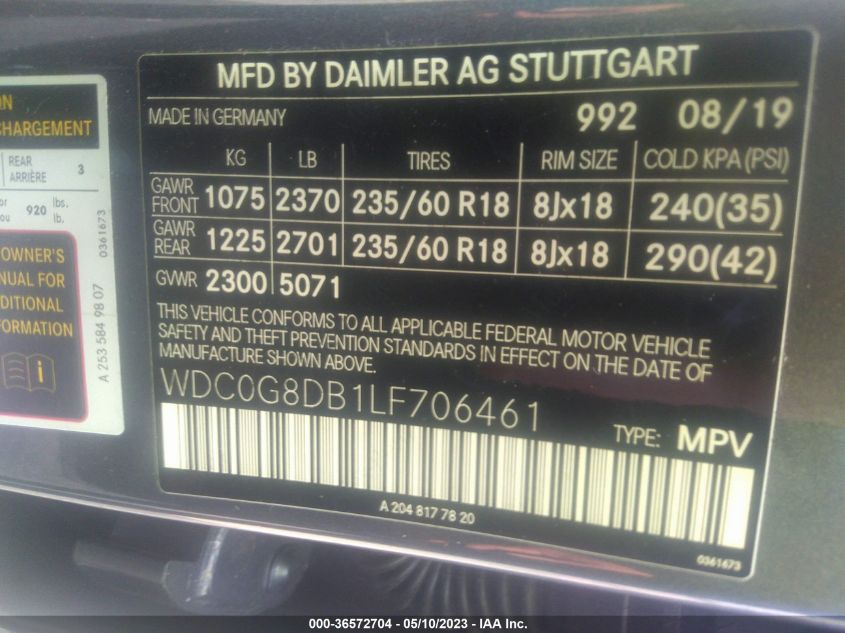 ON
CHARGEMENT
REAR
ARRIÈRE 3
or
ou 920 lbs.
lb.
OWNER'S
NUAL FOR
DDITIONAL
FORMATION
i
A 253 584 98 07
0361673
MFD BY DAIMLER AG STUTTGART
MADE IN GERMANY 992 08/19
KG LB TIRES RIM SIZE COLD KPA (PSI)
GAWR FRONT 1075 2370 235/60 R18 8Jx18 240(35)
GAWR REAR 1225 2701 235/60 R18 8Jx18 290(42)
GVWR 2300 5071
THIS VEHICLE CONFORMS TO ALL APPLICABLE FEDERAL MOTOR VEHICLE
SAFETY AND THEFT PREVENTION STANDARDS IN EFFECT ON THE DATE OF
MANUFACTURE SHOWN ABOVE.
WDC0G8DB1LF706461
TYPE: MPV
A 204 817 78 20
0361673
000-36572704 — 05/10/2023 — IAA Inc.